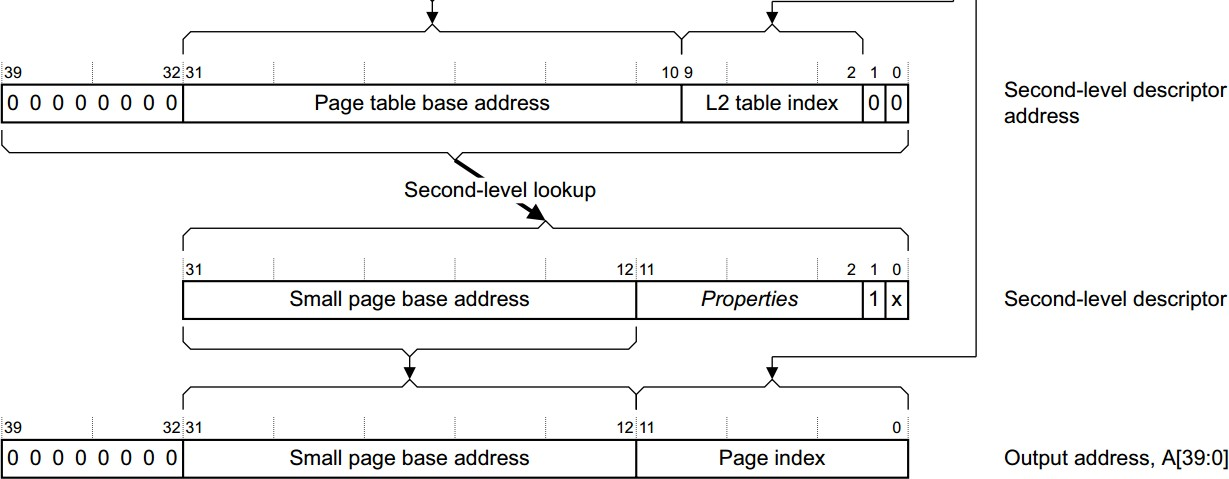 39 32 31 10 9 2 1 0
0 0 0 0 0 0 0 0 Page table base address L2 table index 0 0
Second-level descriptor
address
Second-level lookup
31 12 11 2 1 0
Small page base address Properties 1 x
Second-level descriptor
39 32 31 12 11 0
0 0 0 0 0 0 0 0 Small page base address Page index
Output address, A[39:0]